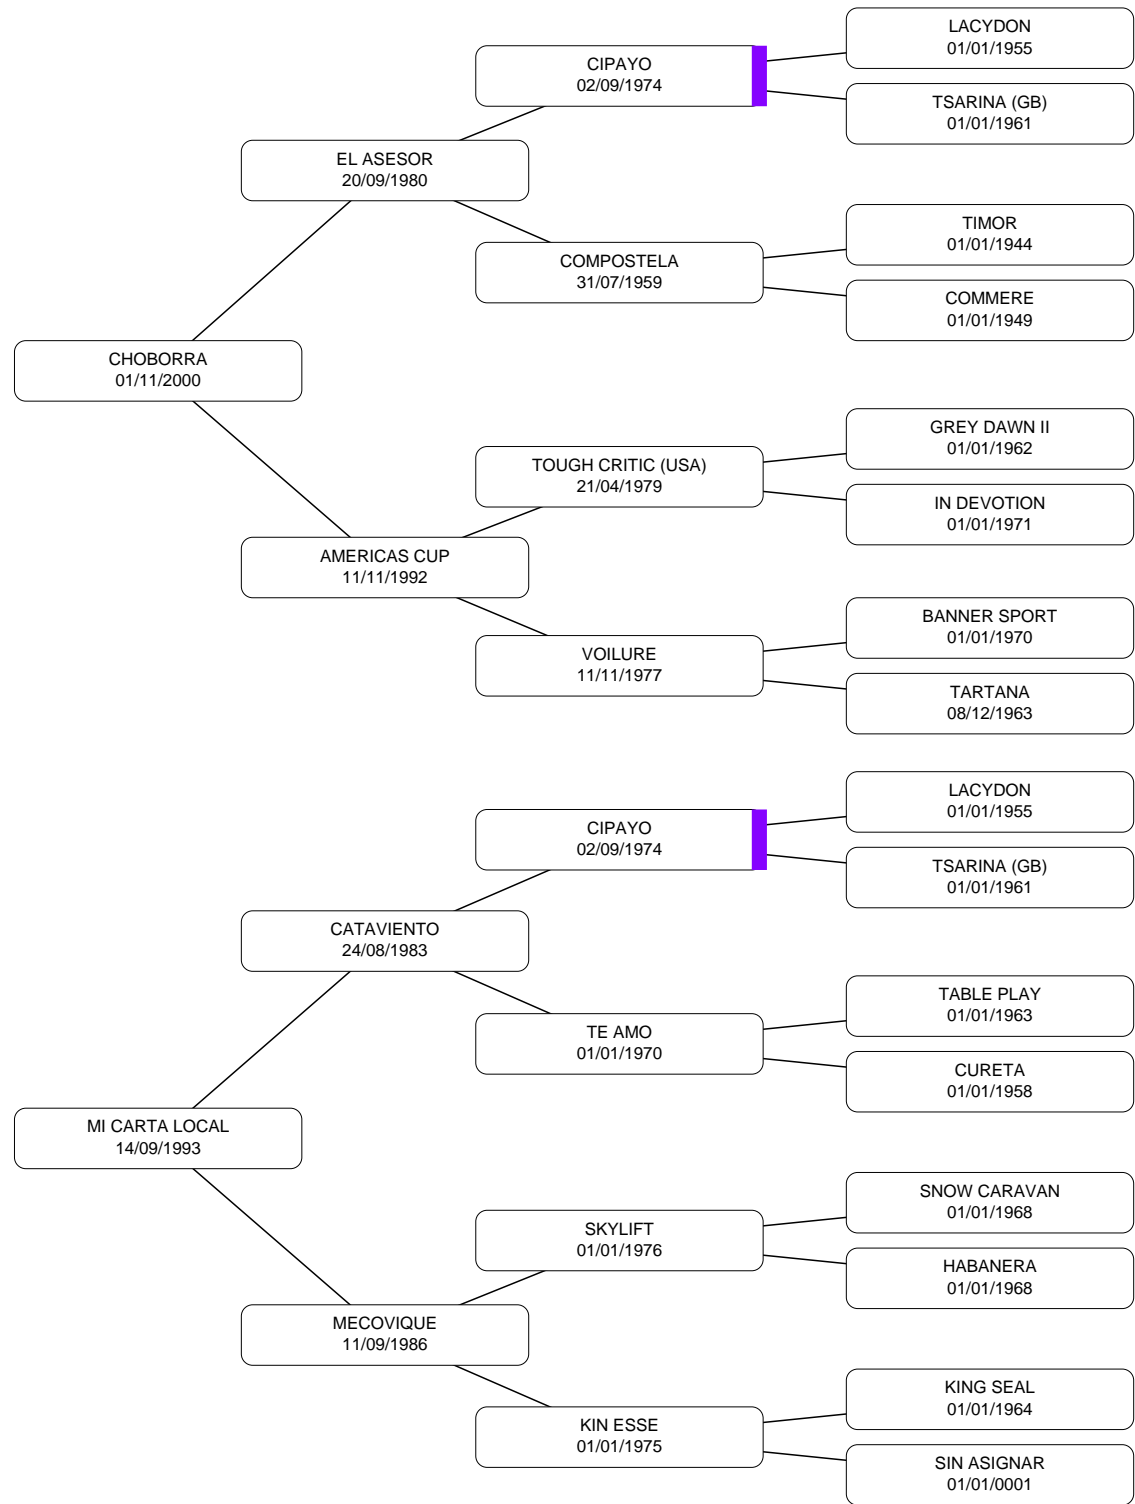 LACYDON
01/01/1955
CIPAYO
02/09/1974
TSARINA (GB)
01/01/1961
EL ASESOR
20/09/1980
TIMOR
01/01/1944
COMPOSTELA
31/07/1959
COMMERE
01/01/1949
CHOBORRA
01/11/2000
GREY DAWN II
01/01/1962
TOUGH CRITIC (USA)
21/04/1979
IN DEVOTION
01/01/1971
AMERICAS CUP
11/11/1992
BANNER SPORT
01/01/1970
VOILURE
11/11/1977
TARTANA
08/12/1963
LACYDON
01/01/1955
CIPAYO
02/09/1974
TSARINA (GB)
01/01/1961
CATAVIENTO
24/08/1983
TABLE PLAY
01/01/1963
TE AMO
01/01/1970
CURETA
01/01/1958
MI CARTA LOCAL
14/09/1993
SNOW CARAVAN
01/01/1968
SKYLIFT
01/01/1976
HABANERA
01/01/1968
MECOVIQUE
11/09/1986
KING SEAL
01/01/1964
KIN ESSE
01/01/1975
SIN ASIGNAR
01/01/0001